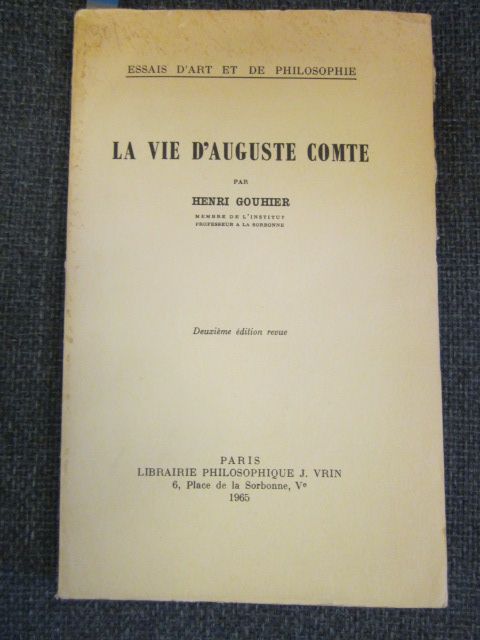 ESSAIS D'ART ET DE PHILOSOPHIE
LA VIE D'AUGUSTE COMTE
PAR
HENRI GOUHIER
MEMBRE DE L'INSTITUT
PROFESSEUR A LA SORBONNE
Deuxième édition revue
PARIS
LIBRAIRIE PHILOSOPHIQUE J. VRIN
6, Place de la Sorbonne, Ve
1965